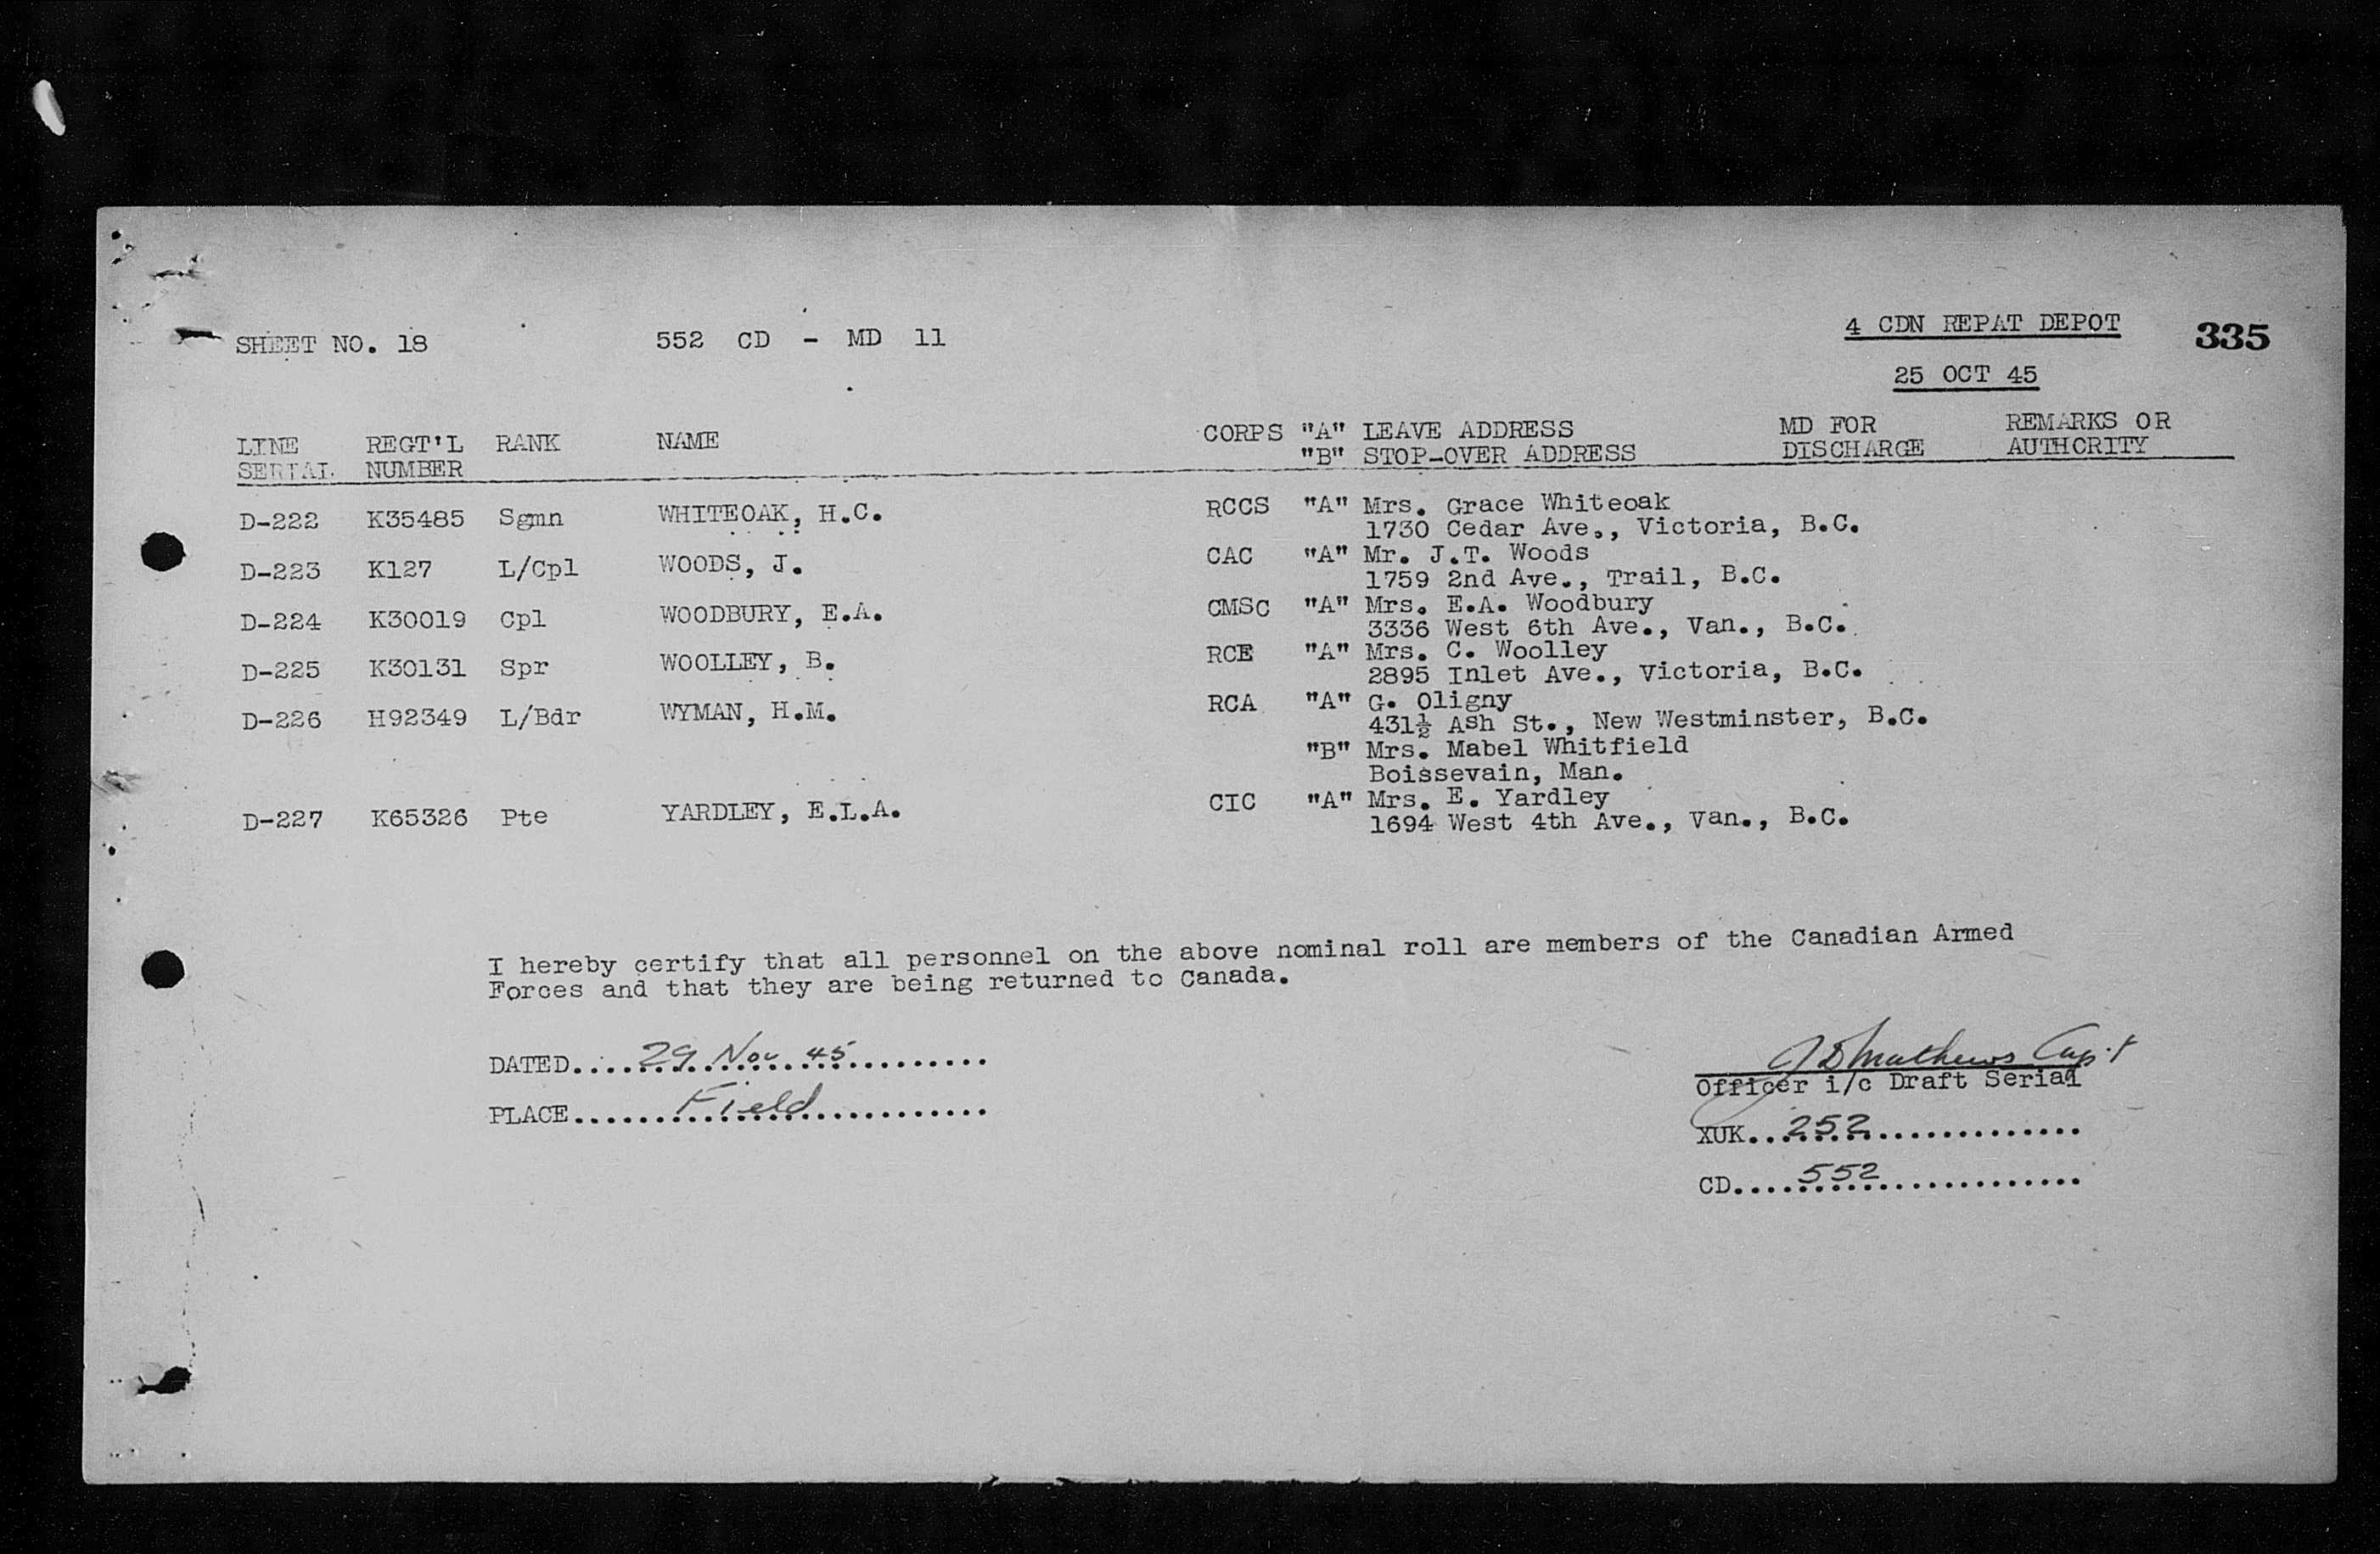 4 CDN REPAT DEPOT 335
SHEET NO. 18 552 CD - MD 11
25 OCT 45
LINE REGT'L RANK NAME CORPS "A" LEAVE ADDRESS MD FOR REMARKS OR
SERIAL NUMBER "B" STOP-OVER ADDRESS DISCHARGE AUTHORITY
D-222 K35485 Sgmn WHITEOAK, H.C. RCCS "A" Mrs. Grace Whiteoak
1730 Cedar Ave., Victoria, B.C.
D-223 K127 L/Cpl WOODS, J. CAC "A" Mr. J.T. Woods
1759 2nd Ave., Trail, B.C.
D-224 K30019 Cpl WOODBURY, E.A. CMSC "A" Mrs. E.A. Woodbury
3336 West 6th Ave., Van., B.C.
D-225 K30131 Spr WOOLLEY, B. RCE "A" Mrs. C. Woolley
2895 Inlet Ave., Victoria, B.C.
D-226 H92349 L/Bdr WYMAN, H.M. RCA "A" G. Oligny
431½ Ash St., New Westminster, B.C.
"B" Mrs. Mabel Whitfield
Boissevain, Man.
D-227 K65326 Pte YARDLEY, E.L.A. CIC "A" Mrs. E. Yardley
1694 West 4th Ave., Van., B.C.
I hereby certify that all personnel on the above nominal roll are members of the Canadian Armed
Forces and that they are being returned to Canada.
DATED....29 Nov 45..........
PLACE.......Field...........
J D Mathews Capt
Officer i/c Draft Serial
XUK...252.............
CD....552.............